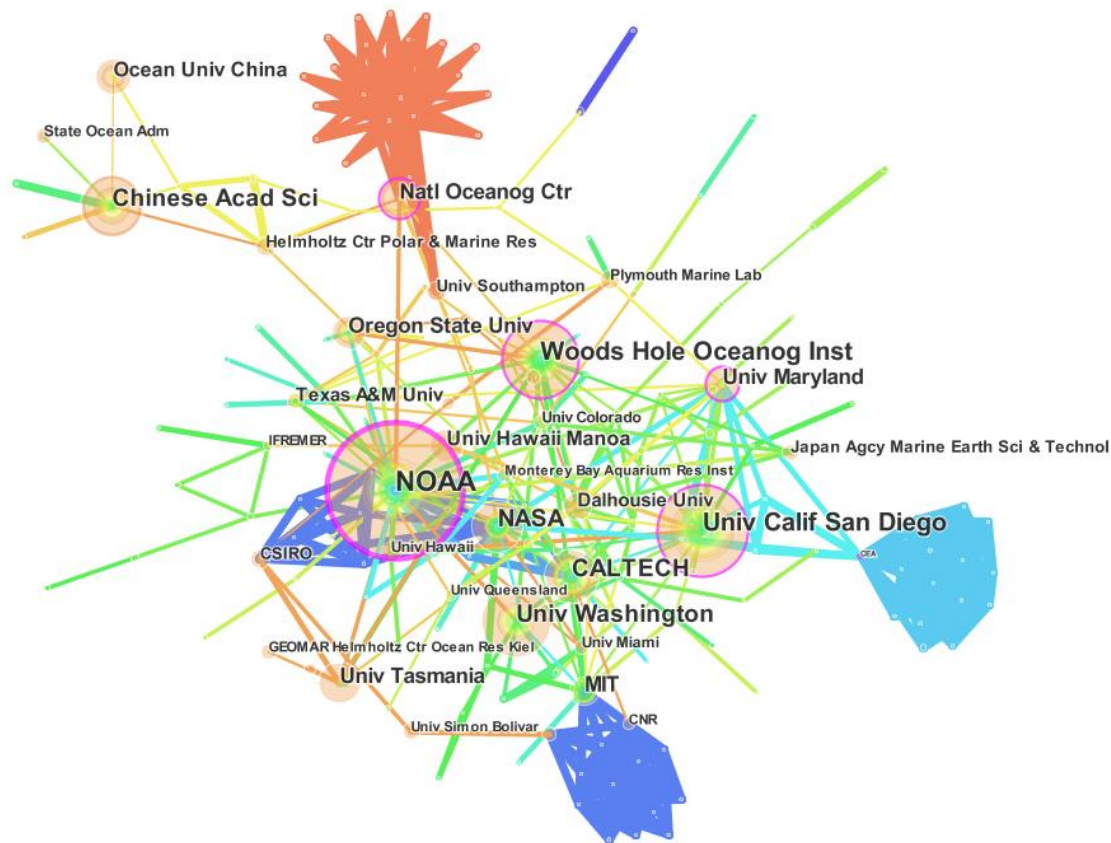 Ocean Univ China
State Ocean Adm
Chinese Acad Sci
Natl Oceanog Ctr
Helmholtz Ctr Polar & Marine Res
Plymouth Marine Lab
Univ Southampton
Oregon State Univ
Woods Hole Oceanog Inst
Univ Maryland
Texas A&M Univ
Univ Colorado
IFREMER
Univ Hawaii Manoa
Japan Agcy Marine Earth Sci & Technol
Monterey Bay Aquarium Res Inst
NOAA
Dalhousie Univ
NASA
Univ Calif San Diego
Univ Hawaii
CSIRO
CEA
CALTECH
Univ Queensland
Univ Washington
Univ Miami
GEOMAR Helmholtz Ctr Ocean Res Kiel
Univ Tasmania
MIT
CNR
Univ Simon Bolivar